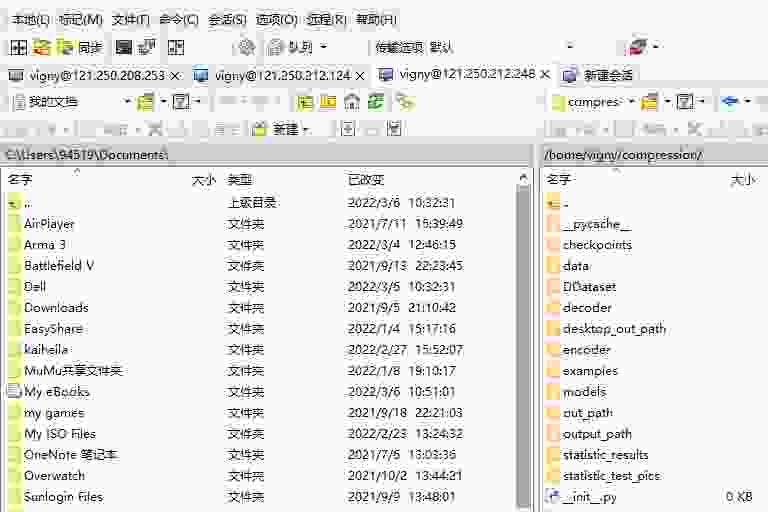 本地(L) 标记(M) 文件(F) 命令(C) 会话(S) 选项(O) 远程(R) 帮助(H)
同步 队列 传输选项 默认
vigny@121.250.208.253 × vigny@121.250.212.124 × vigny@121.250.212.248 × 新建会话
我的文档 compres
新建
C:\Users\94519\Documents\ /home/vigny/compression/
名字 大小 类型 已改变 名字 大小
.. 上级目录 2022/3/6 10:32:31 ..
AirPlayer 文件夹 2021/7/11 15:39:49 __pycache__
Arma 3 文件夹 2022/3/4 12:46:15 checkpoints
Battlefield V 文件夹 2021/9/13 22:23:45 data
Dell 文件夹 2022/3/6 10:32:31 DDataset
Downloads 文件夹 2021/9/5 21:10:42 decoder
EasyShare 文件夹 2022/1/4 15:17:16 desktop_out_path
kaiheila 文件夹 2022/2/27 15:52:07 encoder
MuMu共享文件夹 文件夹 2022/1/8 19:10:17 examples
My eBooks 文件夹 2022/3/6 10:51:01 models
my games 文件夹 2021/9/18 22:21:03 out_path
My ISO Files 文件夹 2022/2/23 13:24:32 output_path
OneNote 笔记本 文件夹 2021/7/5 13:03:36 statistic_results
Overwatch 文件夹 2021/10/2 13:44:21 statistic_test_pics
Sunlogin Files 文件夹 2021/9/9 13:48:01 __init__.py 0 KB